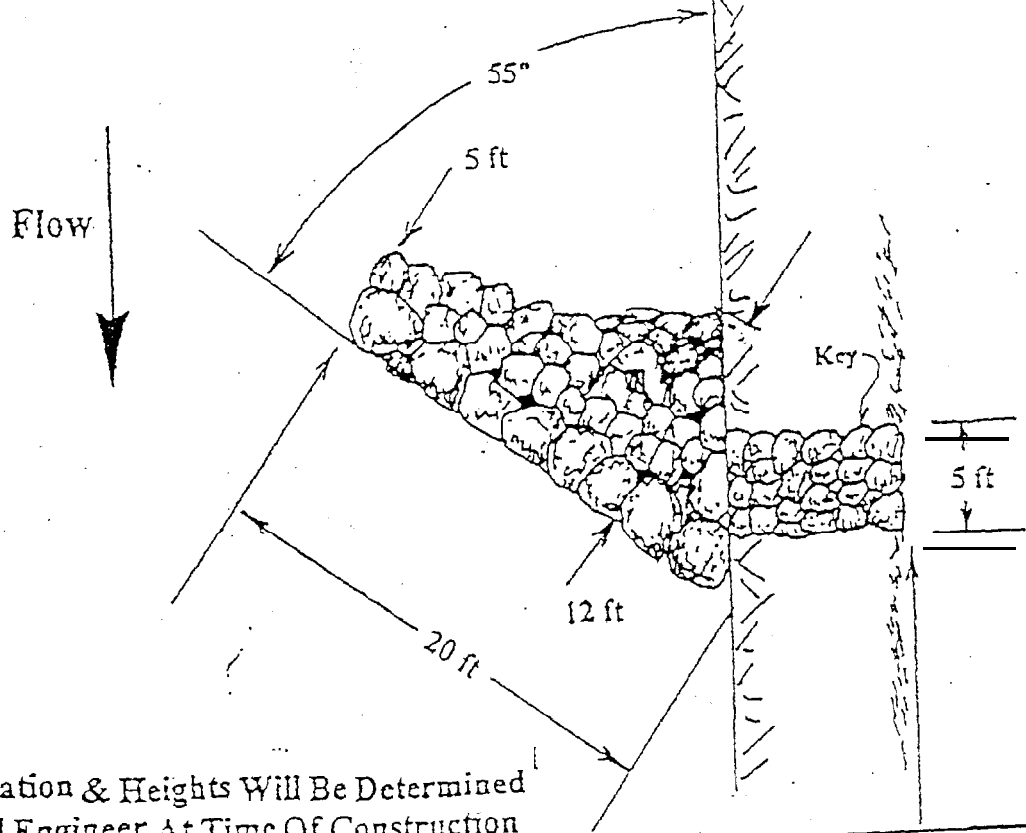 55°
5 ft
Flow
Key
5 ft
12 ft
20 ft
ation & Heights Will Be Determined
Engineer At Time Of Construction